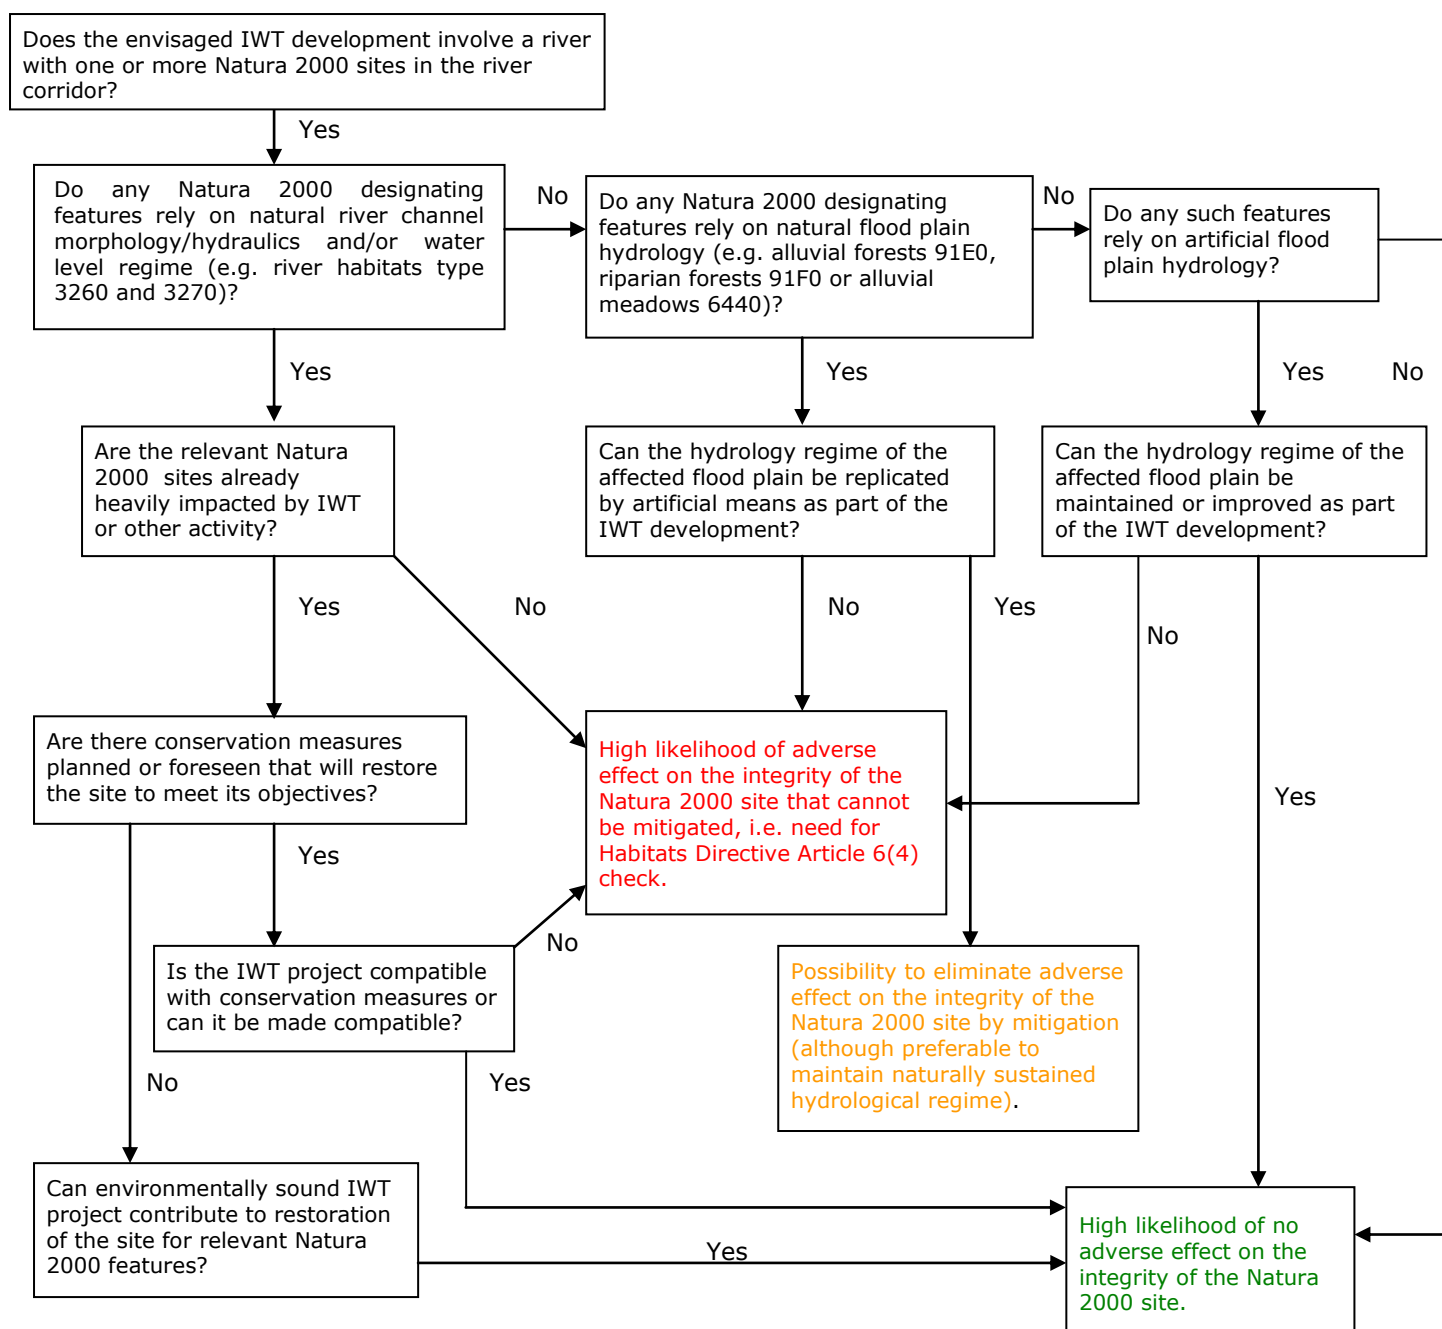 Does the envisaged IWT development involve a river
with one or more Natura 2000 sites in the river
corridor?
Yes
Do any Natura 2000 designating
features rely on natural river channel
morphology/hydraulics and/or water
level regime (e.g. river habitats type
3260 and 3270)?
No
Do any Natura 2000 designating
features rely on natural flood plain
hydrology (e.g. alluvial forests 91E0,
riparian forests 91F0 or alluvial
meadows 6440)?
No
Do any such features
rely on artificial flood
plain hydrology?
Yes
Yes
Yes
No
Are the relevant Natura
2000 sites already
heavily impacted by IWT
or other activity?
Can the hydrology regime of the
affected flood plain be replicated
by artificial means as part of the
IWT development?
Can the hydrology regime of the
affected flood plain be
maintained or improved as part
of the IWT development?
Yes
No
No
Yes
No
Are there conservation measures
planned or foreseen that will restore
the site to meet its objectives?
High likelihood of adverse
effect on the integrity of the
Natura 2000 site that cannot
be mitigated, i.e. need for
Habitats Directive Article 6(4)
check.
Yes
Yes
No
Is the IWT project compatible
with conservation measures or
can it be made compatible?
Possibility to eliminate adverse
effect on the integrity of the
Natura 2000 site by mitigation
(although preferable to
maintain naturally sustained
hydrological regime).
No
Yes
Can environmentally sound IWT
project contribute to restoration
of the site for relevant Natura
2000 features?
Yes
High likelihood of no
adverse effect on the
integrity of the Natura
2000 site.